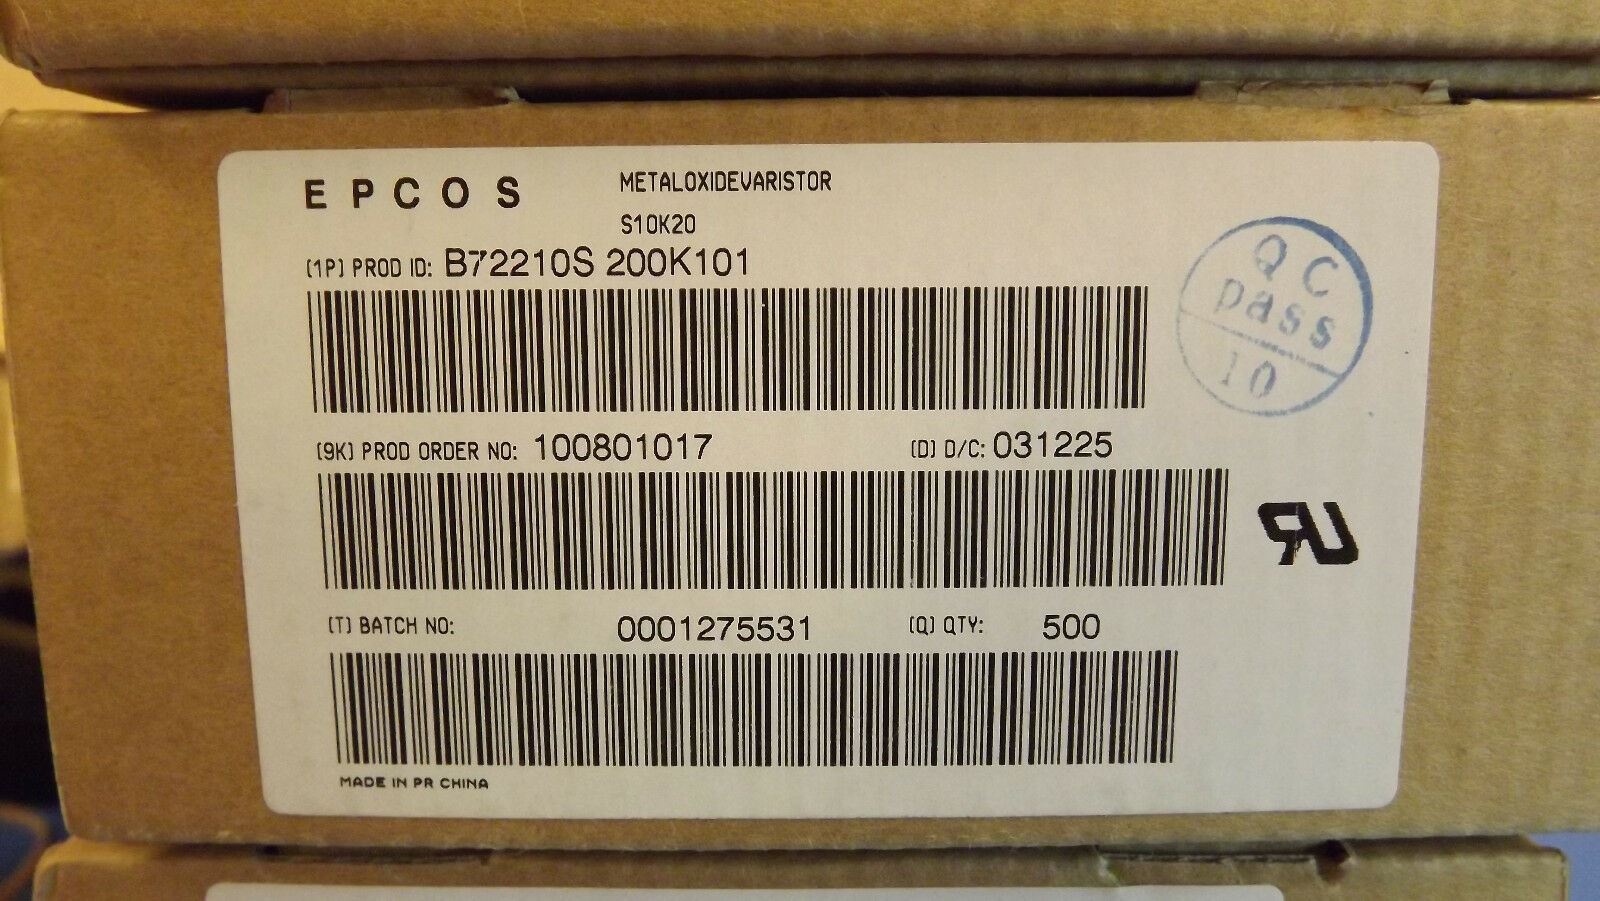 EPCOS
METALOXIDEVARISTOR
S10K20
(1P) PROD ID: B72210S 200K101
(9K) PROD ORDER NO: 100801017 (D) D/C: 031225
(T) BATCH NO: 0001275531 (Q) QTY: 500
MADE IN PR CHINA
QC
pass
10
RU